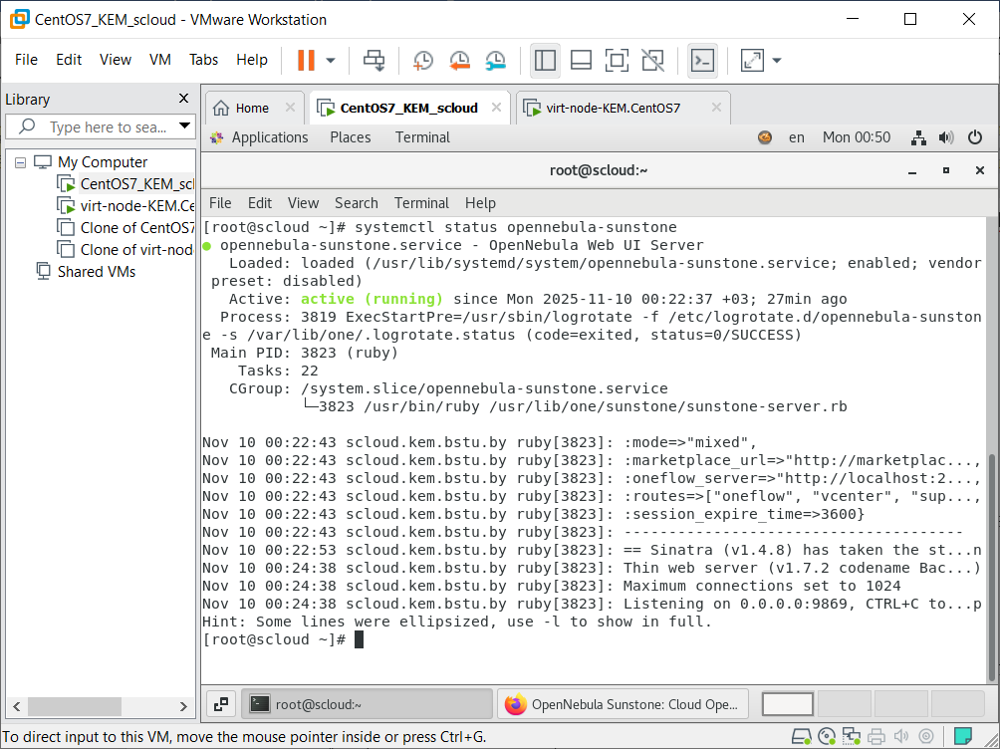 CentOS7_KEM_scloud - VMware Workstation
File Edit View VM Tabs Help
Library
Type here to sea...
My Computer
CentOS7_KEM_scl
virt-node-KEM.Ce
Clone of CentOS7
Clone of virt-nod
Shared VMs
Home
CentOS7_KEM_scloud
virt-node-KEM.CentOS7
Applications Places Terminal en Mon 00:50
root@scloud:~
File Edit View Search Terminal Help
[root@scloud ~]# systemctl status opennebula-sunstone
● opennebula-sunstone.service - OpenNebula Web UI Server
Loaded: loaded (/usr/lib/systemd/system/opennebula-sunstone.service; enabled; vendor
preset: disabled)
Active: active (running) since Mon 2025-11-10 00:22:37 +03; 27min ago
Process: 3819 ExecStartPre=/usr/sbin/logrotate -f /etc/logrotate.d/opennebula-sunston
e -s /var/lib/one/.logrotate.status (code=exited, status=0/SUCCESS)
Main PID: 3823 (ruby)
Tasks: 22
CGroup: /system.slice/opennebula-sunstone.service
└─3823 /usr/bin/ruby /usr/lib/one/sunstone/sunstone-server.rb
Nov 10 00:22:43 scloud.kem.bstu.by ruby[3823]: :mode=>"mixed",
Nov 10 00:22:43 scloud.kem.bstu.by ruby[3823]: :marketplace_url=>"http://marketplac...,
Nov 10 00:22:43 scloud.kem.bstu.by ruby[3823]: :oneflow_server=>"http://localhost:2...,
Nov 10 00:22:43 scloud.kem.bstu.by ruby[3823]: :routes=>["oneflow", "vcenter", "sup...,
Nov 10 00:22:43 scloud.kem.bstu.by ruby[3823]: :session_expire_time=>3600}
Nov 10 00:22:43 scloud.kem.bstu.by ruby[3823]: --------------------------------------
Nov 10 00:22:53 scloud.kem.bstu.by ruby[3823]: == Sinatra (v1.4.8) has taken the st...n
Nov 10 00:24:38 scloud.kem.bstu.by ruby[3823]: Thin web server (v1.7.2 codename Bac...)
Nov 10 00:24:38 scloud.kem.bstu.by ruby[3823]: Maximum connections set to 1024
Nov 10 00:24:38 scloud.kem.bstu.by ruby[3823]: Listening on 0.0.0.0:9869, CTRL+C to...p
Hint: Some lines were ellipsized, use -l to show in full.
[root@scloud ~]#
root@scloud:~
OpenNebula Sunstone: Cloud Ope...
To direct input to this VM, move the mouse pointer inside or press Ctrl+G.